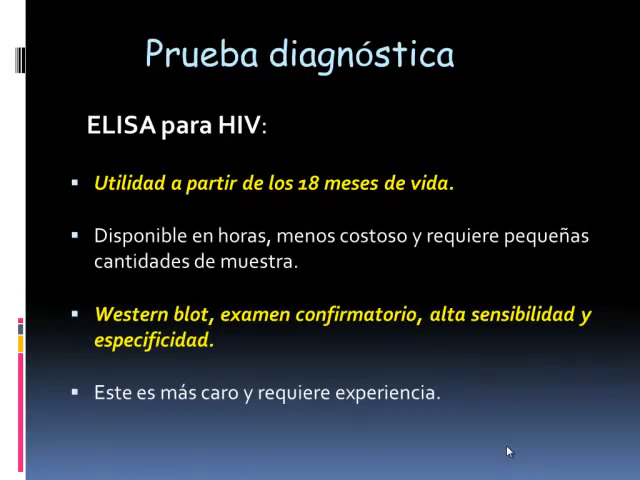 Prueba diagnóstica
ELISA para HIV:
Utilidad a partir de los 18 meses de vida.
Disponible en horas, menos costoso y requiere pequeñas
cantidades de muestra.
Western blot, examen confirmatorio, alta sensibilidad y
especificidad.
Este es más caro y requiere experiencia.